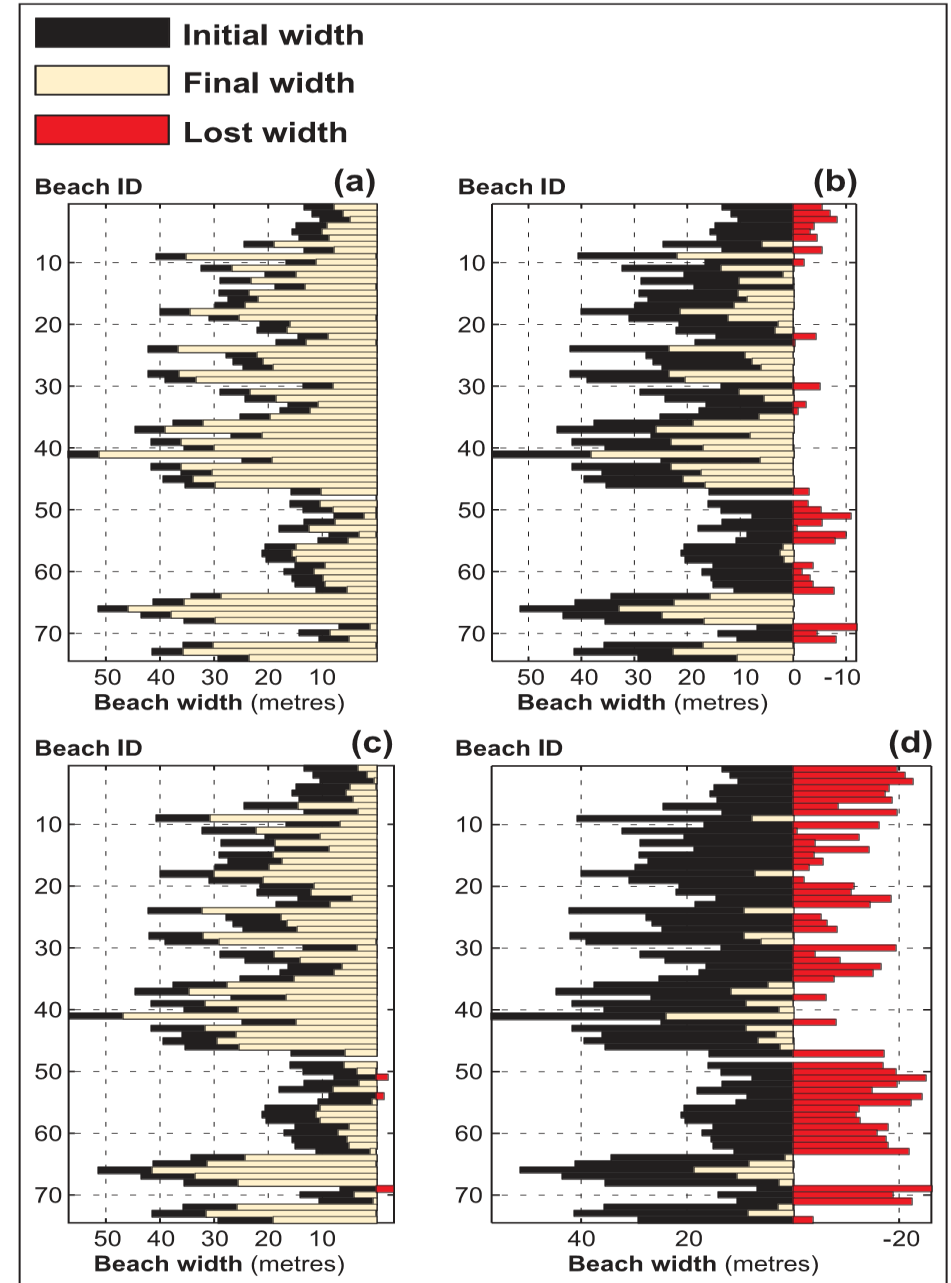 Initial width
Final width
Lost width
Beach ID (a)
10
20
30
40
50
60
70
50 40 30 20 10
Beach width (metres)
Beach ID (b)
10
20
30
40
50
60
70
50 40 30 20 10 0 -10
Beach width (metres)
Beach ID (c)
10
20
30
40
50
60
70
50 40 30 20 10
Beach width (metres)
Beach ID (d)
10
20
30
40
50
60
70
40 20 -20
Beach width (metres)